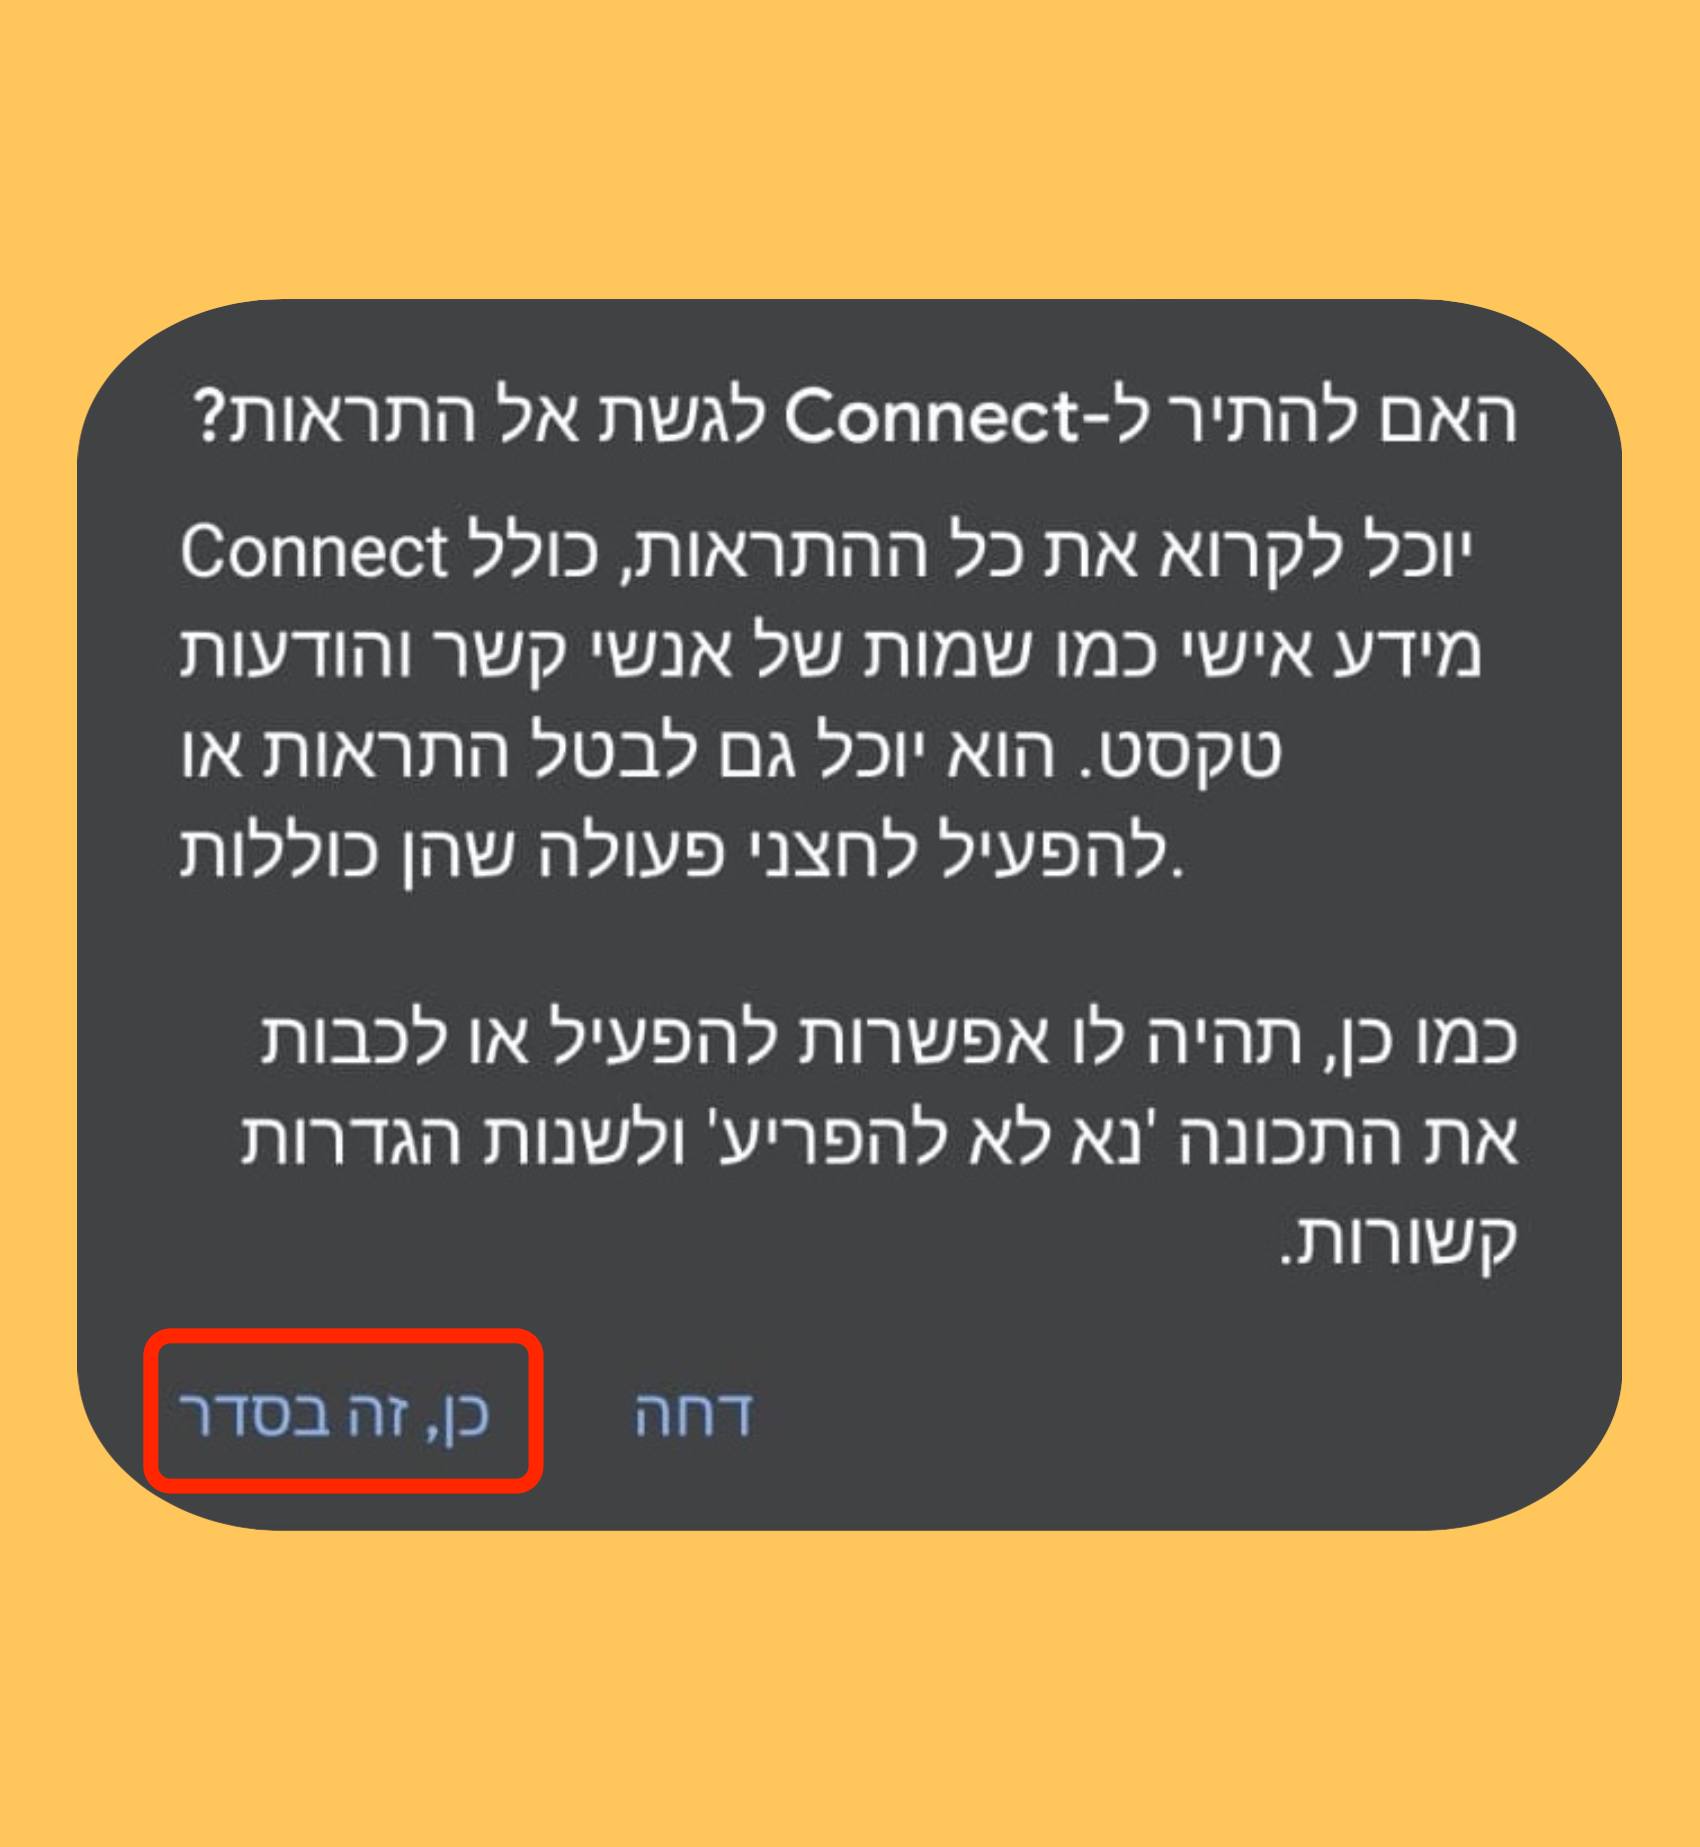 האם להתיר ל-Connect לגשת אל התראות?
Connect יוכל לקרוא את כל ההתראות, כולל
מידע אישי כמו שמות של אנשי קשר והודעות
טקסט. הוא יוכל גם לבטל התראות או
להפעיל לחצני פעולה שהן כוללות.
כמו כן, תהיה לו אפשרות להפעיל או לכבות
את התכונה 'נא לא להפריע' ולשנות הגדרות
קשורות.
דחה
כן, זה בסדר